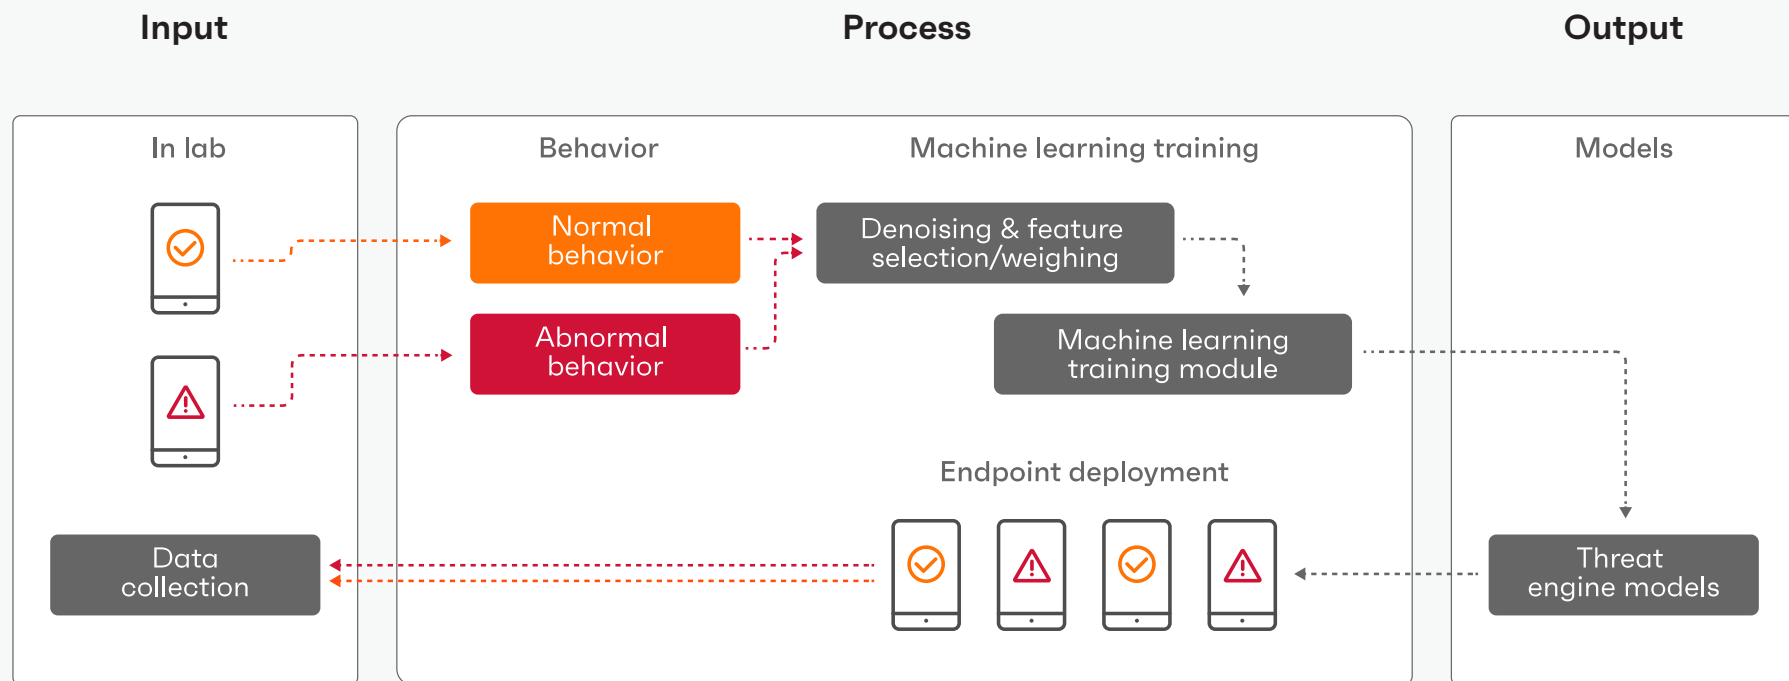 Input
Process
Output
In lab
Behavior
Machine learning training
Models
Normal
behavior
Denoising & feature
selection/weighing
Abnormal
behavior
Machine learning
training module
Endpoint deployment
Data
collection
Threat
engine models